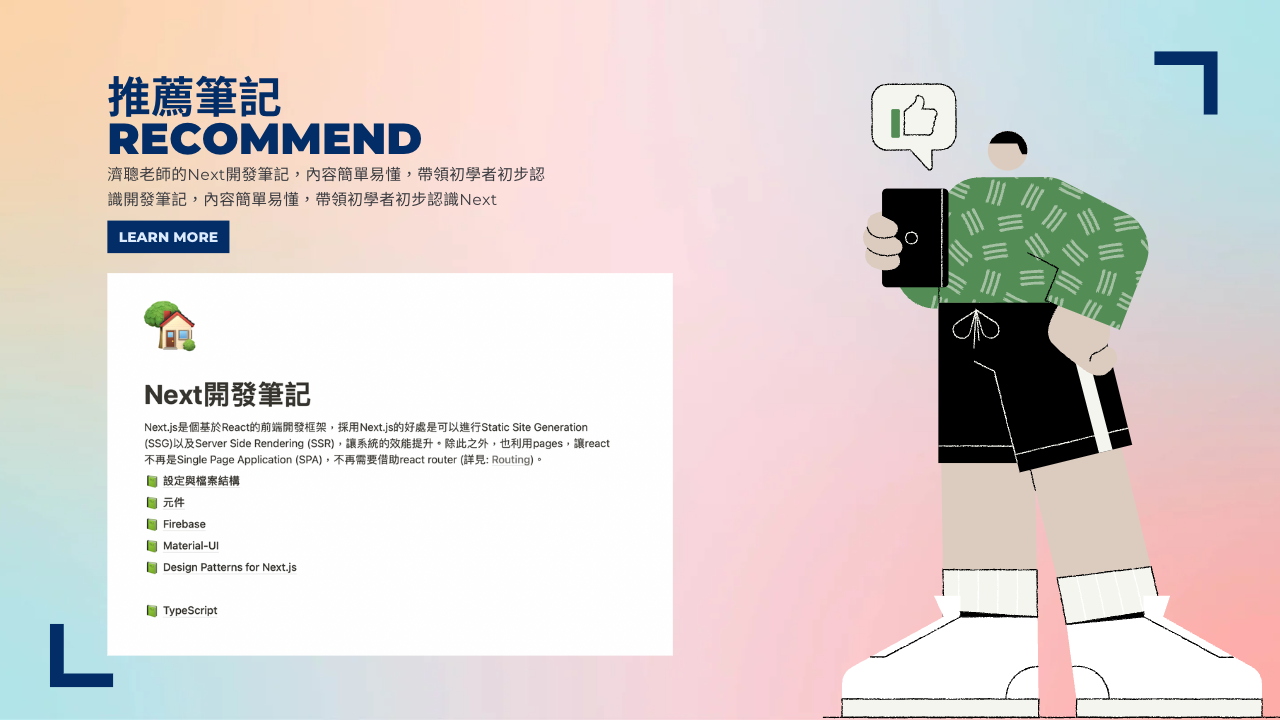 推薦筆記
RECOMMEND
濟聰老師的Next開發筆記，內容簡單易懂，帶領初學者初步認
識開發筆記，內容簡單易懂，帶領初學者初步認識Next
LEARN MORE
Next開發筆記
Next.js是個基於React的前端開發框架，採用Next.js的好處是可以進行Static Site Generation
(SSG)以及Server Side Rendering (SSR)，讓系統的效能提升。除此之外，也利用pages，讓react
不再是Single Page Application (SPA)，不再需要借助react router (詳見: Routing)。
設定與檔案結構
元件
Firebase
Material-UI
Design Patterns for Next.js
TypeScript